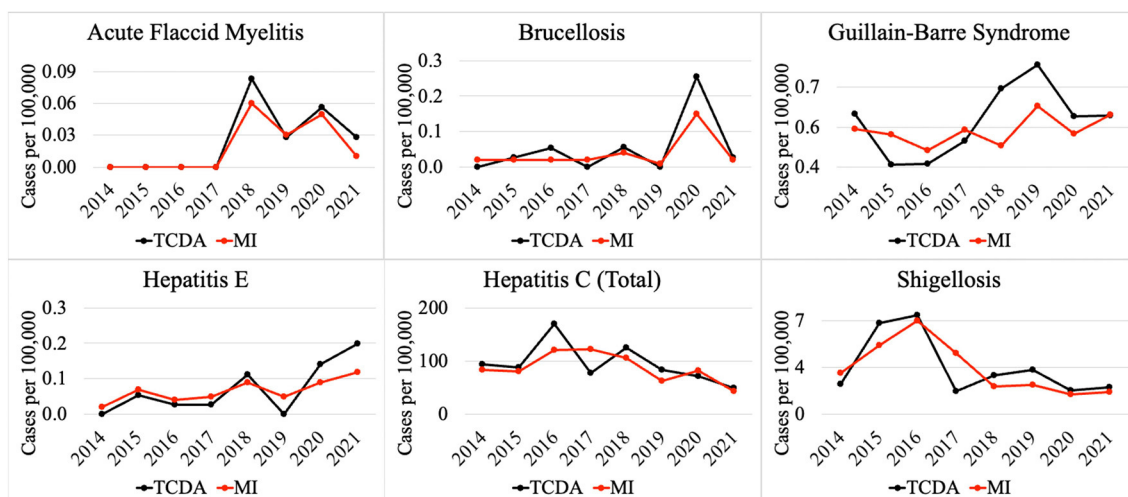 Acute Flaccid Myelitis
Cases per 100,000
0.09
0.06
0.03
0.00
2014 2015 2016 2017 2018 2019 2020 2021
TCDA MI
Brucellosis
Cases per 100,000
0.3
0.2
0.1
0.0
2014 2015 2016 2017 2018 2019 2020 2021
TCDA MI
Guillain-Barre Syndrome
Cases per 100,000
0.7
0.6
0.4
2014 2015 2016 2017 2018 2019 2020 2021
TCDA MI
Hepatitis E
Cases per 100,000
0.3
0.2
0.1
0.0
2014 2015 2016 2017 2018 2019 2020 2021
TCDA MI
Hepatitis C (Total)
Cases per 100,000
200
100
0
2014 2015 2016 2017 2018 2019 2020 2021
TCDA MI
Shigellosis
Cases per 100,000
7
4
0
2014 2015 2016 2017 2018 2019 2020 2021
TCDA MI